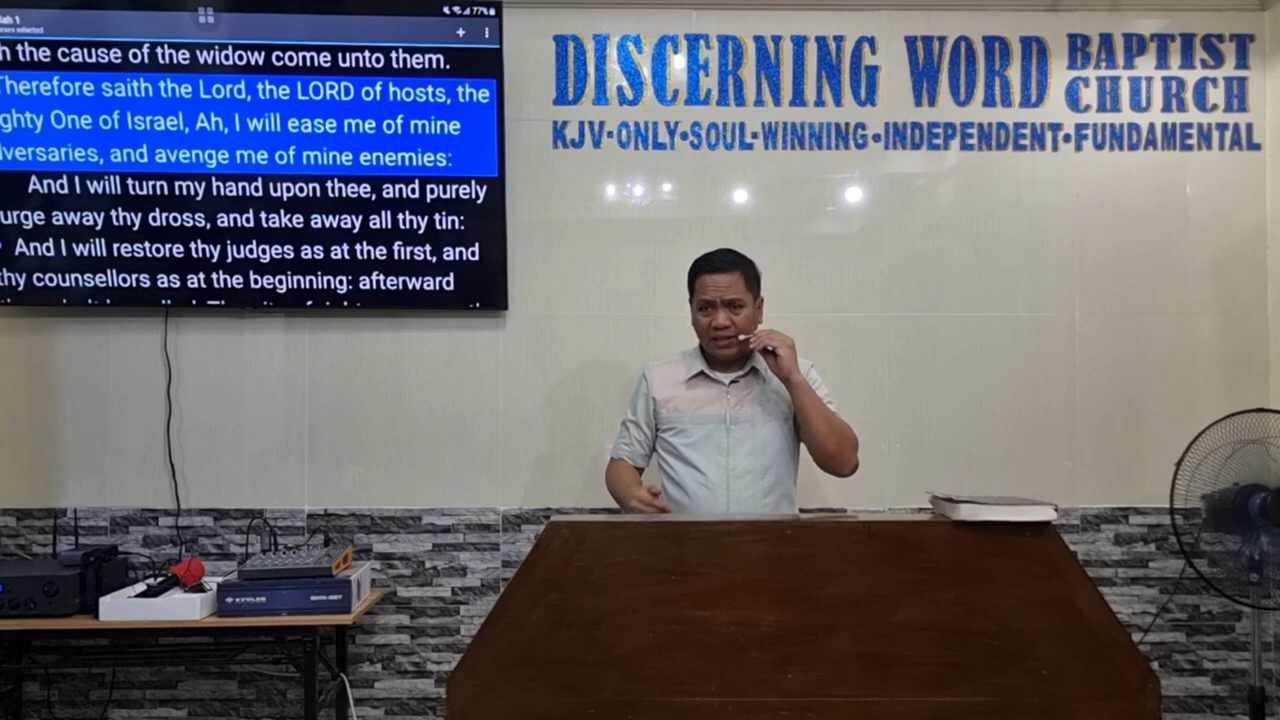 iah 1
77%
h the cause of the widow come unto them.
Therefore saith the Lord, the LORD of hosts, the
ghty One of Israel, Ah, I will ease me of mine
versaries, and avenge me of mine enemies:
And I will turn my hand upon thee, and purely
urge away thy dross, and take away all thy tin:
And I will restore thy judges as at the first, and
thy counsellors as at the beginning: afterward
DISCERNING WORD BAPTIST CHURCH
KJV-ONLY•SOUL-WINNING•INDEPENDENT•FUNDAMENTAL